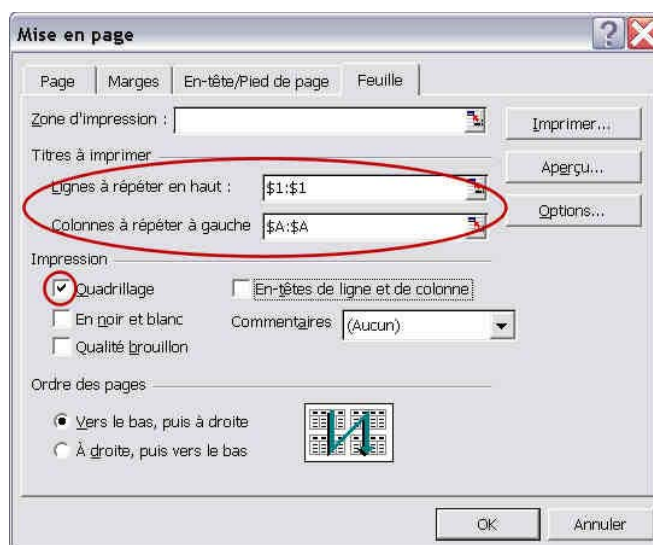 Mise en page
Page Marges En-tête/Pied de page Feuille
Zone d'impression :
Imprimer...
Titres à imprimer
Aperçu...
Lignes à répéter en haut : $1:$1
Options...
Colonnes à répéter à gauche $A:$A
Impression
Quadrillage En-têtes de ligne et de colonne
En noir et blanc Commentaires (Aucun)
Qualité brouillon
Ordre des pages
Vers le bas, puis à droite
À droite, puis vers le bas
OK Annuler